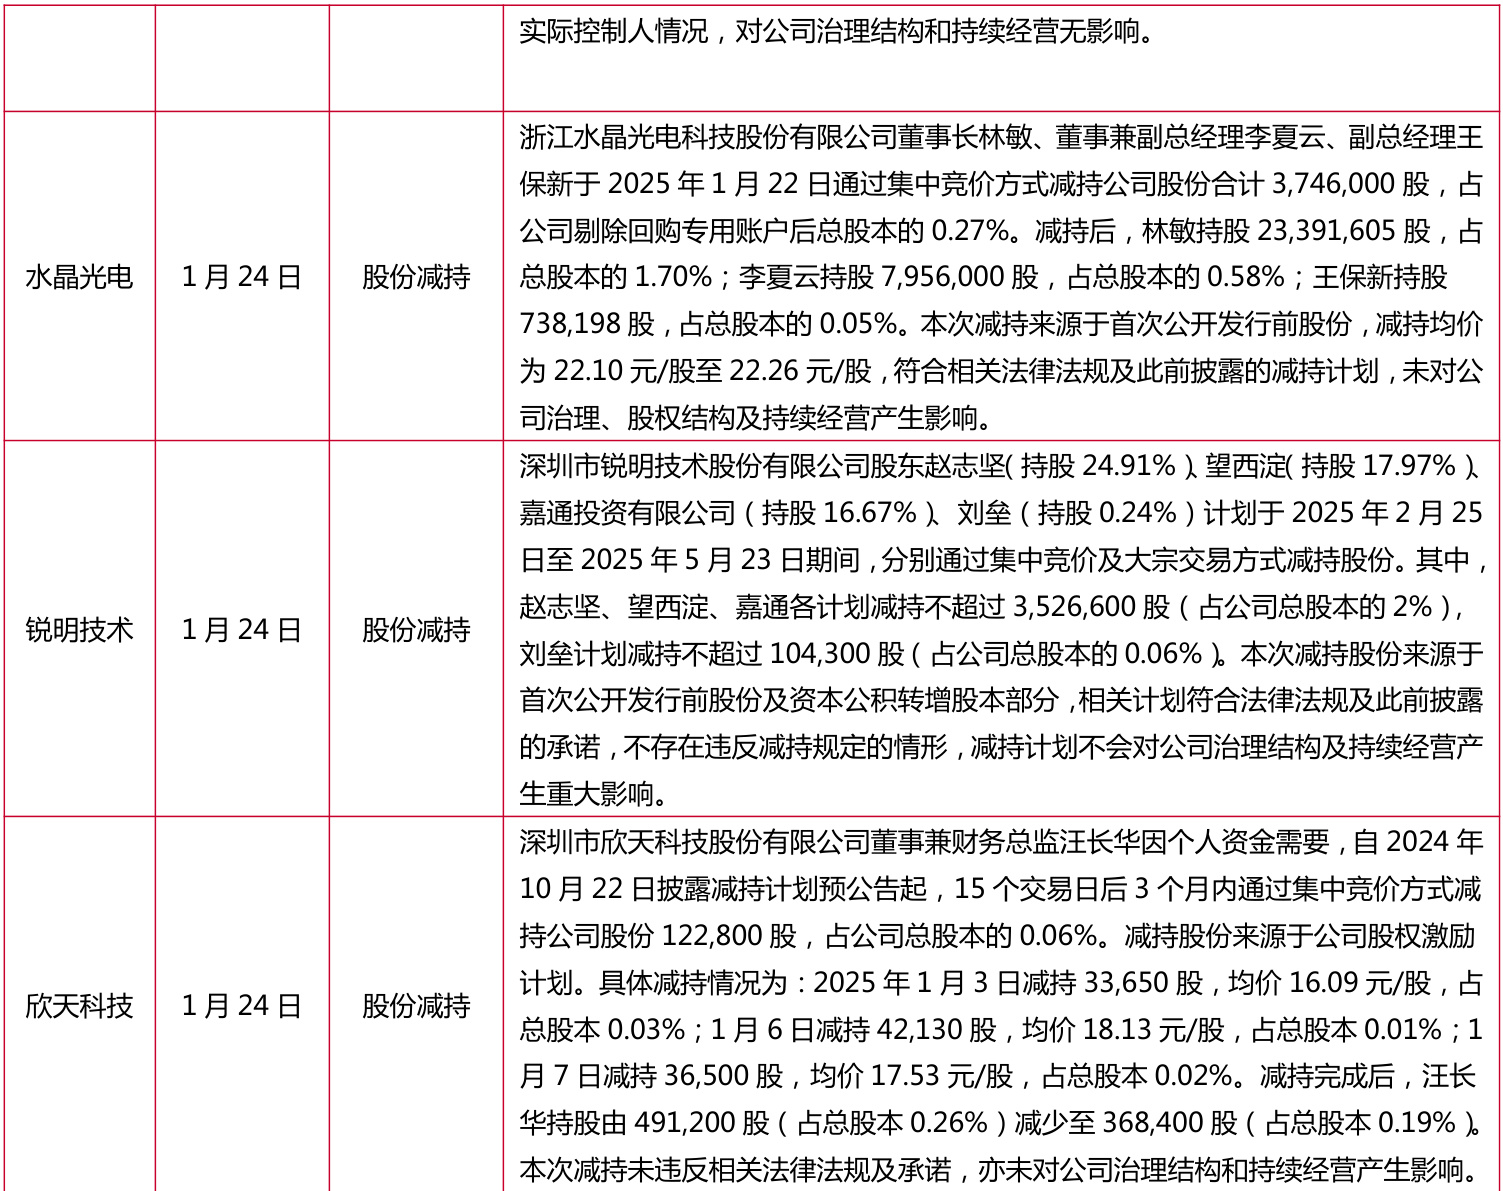 实际控制人情况，对公司治理结构和持续经营无影响。
水晶光电
1 月 24 日
股份减持
浙江水晶光电科技股份有限公司董事长林敏、董事兼副总经理李夏云、副总经理王
保新于 2025 年 1 月 22 日通过集中竞价方式减持公司股份合计 3,746,000 股，占
公司剔除回购专用账户后总股本的 0.27%。减持后，林敏持股 23,391,605 股，占
总股本的 1.70%；李夏云持股 7,956,000 股，占总股本的 0.58%；王保新持股
738,198 股，占总股本的 0.05%。本次减持来源于首次公开发行前股份，减持均价
为 22.10 元/股至 22.26 元/股，符合相关法律法规及此前披露的减持计划，未对公
司治理、股权结构及持续经营产生影响。
锐明技术
1 月 24 日
股份减持
深圳市锐明技术股份有限公司股东赵志坚（持股 24.91%）、望西淀（持股 17.97%）、
嘉通投资有限公司（持股 16.67%）、刘垒（持股 0.24%）计划于 2025 年 2 月 25
日至 2025 年 5 月 23 日期间，分别通过集中竞价及大宗交易方式减持股份。其中，
赵志坚、望西淀、嘉通各计划减持不超过 3,526,600 股（占公司总股本的 2%），
刘垒计划减持不超过 104,300 股（占公司总股本的 0.06%）。本次减持股份来源于
首次公开发行前股份及资本公积转增股本部分，相关计划符合法律法规及此前披露
的承诺，不存在违反减持规定的情形，减持计划不会对公司治理结构及持续经营产
生重大影响。
欣天科技
1 月 24 日
股份减持
深圳市欣天科技股份有限公司董事兼财务总监汪长华因个人资金需要，自 2024 年
10 月 22 日披露减持计划预公告起，15 个交易日后 3 个月内通过集中竞价方式减
持公司股份 122,800 股，占公司总股本的 0.06%。减持股份来源于公司股权激励
计划。具体减持情况为：2025 年 1 月 3 日减持 33,650 股，均价 16.09 元/股，占
总股本 0.03%；1 月 6 日减持 42,130 股，均价 18.13 元/股，占总股本 0.01%；1
月 7 日减持 36,500 股，均价 17.53 元/股，占总股本 0.02%。减持完成后，汪长
华持股由 491,200 股（占总股本 0.26%）减少至 368,400 股（占总股本 0.19%）。
本次减持未违反相关法律法规及承诺，亦未对公司治理结构和持续经营产生影响。